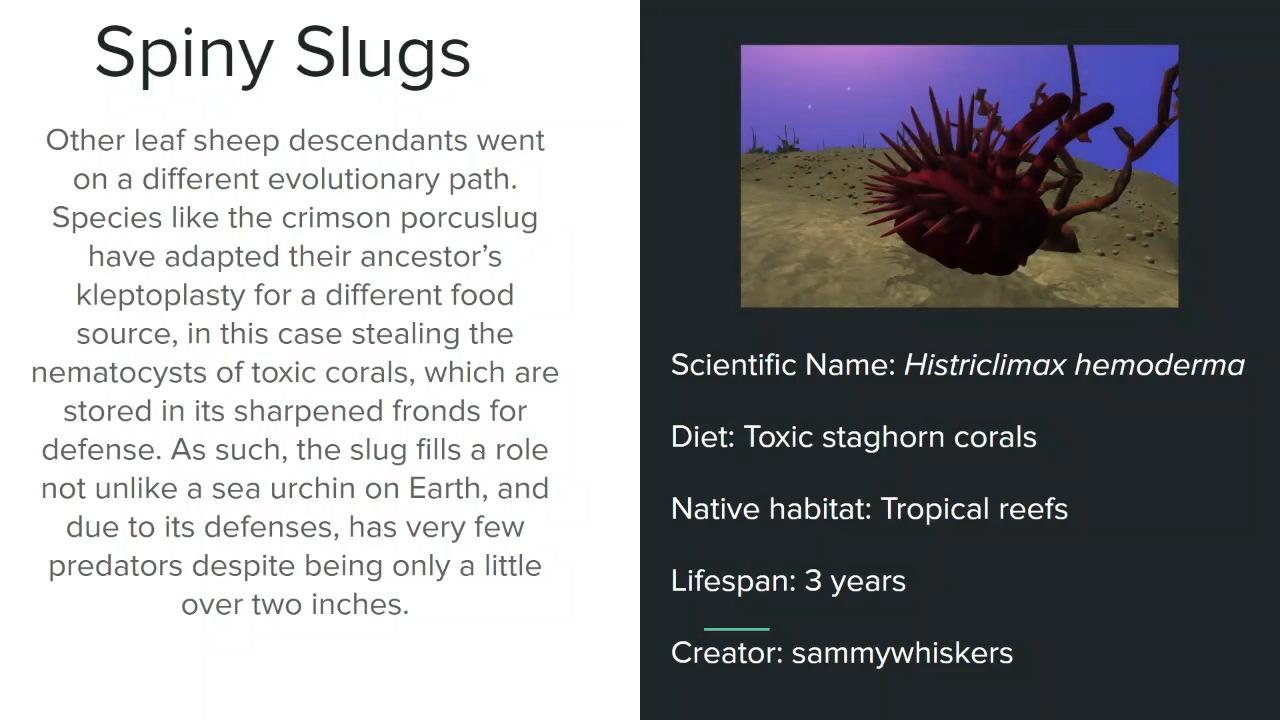 Spiny Slugs
Other leaf sheep descendants went
on a different evolutionary path.
Species like the crimson porcuslug
have adapted their ancestor’s
kleptoplasty for a different food
source, in this case stealing the
nematocysts of toxic corals, which are
stored in its sharpened fronds for
defense. As such, the slug fills a role
not unlike a sea urchin on Earth, and
due to its defenses, has very few
predators despite being only a little
over two inches.
Scientific Name: Histriclimax hemoderma
Diet: Toxic staghorn corals
Native habitat: Tropical reefs
Lifespan: 3 years
Creator: sammywhiskers